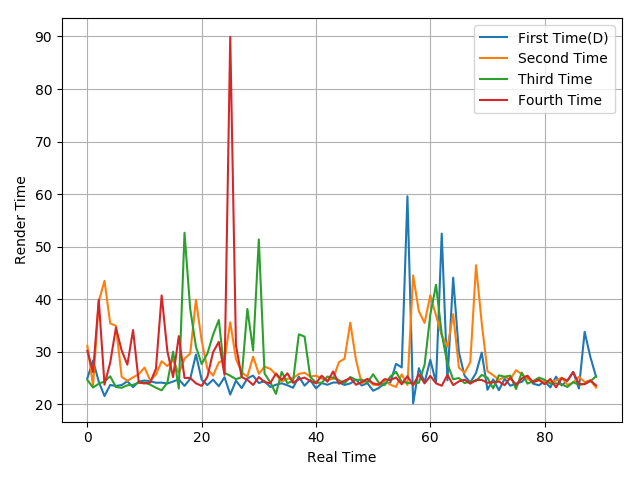 First Time(D)
Second Time
Third Time
Fourth Time
90
80
70
60
50
40
30
20
Render Time
0 20 40 60 80
Real Time